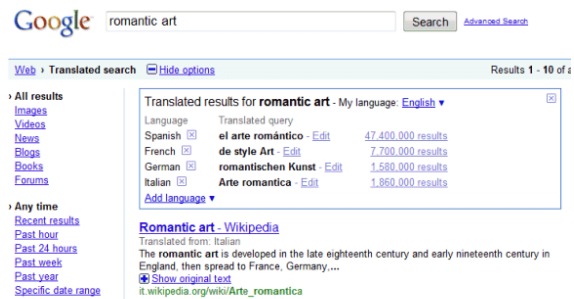 Google romantic art Search Advanced Search
Web › Translated search Hide options Results 1 - 10 of a
› All results
Images
Videos
News
Blogs
Books
Forums
› Any time
Recent results
Past hour
Past 24 hours
Past week
Past year
Specific date range
Translated results for romantic art - My language: English ▼
Language Translated query
Spanish el arte romántico - Edit 47,400,000 results
French de style Art - Edit 7,700,000 results
German romantischen Kunst - Edit 1,580,000 results
Italian Arte romantica - Edit 1,860,000 results
Add language ▼
Romantic art - Wikipedia
Translated from: Italian
The romantic art is developed in the late eighteenth century and early nineteenth century in
England, then spread to France, Germany,...
Show original text
it.wikipedia.org/wiki/Arte_romantica